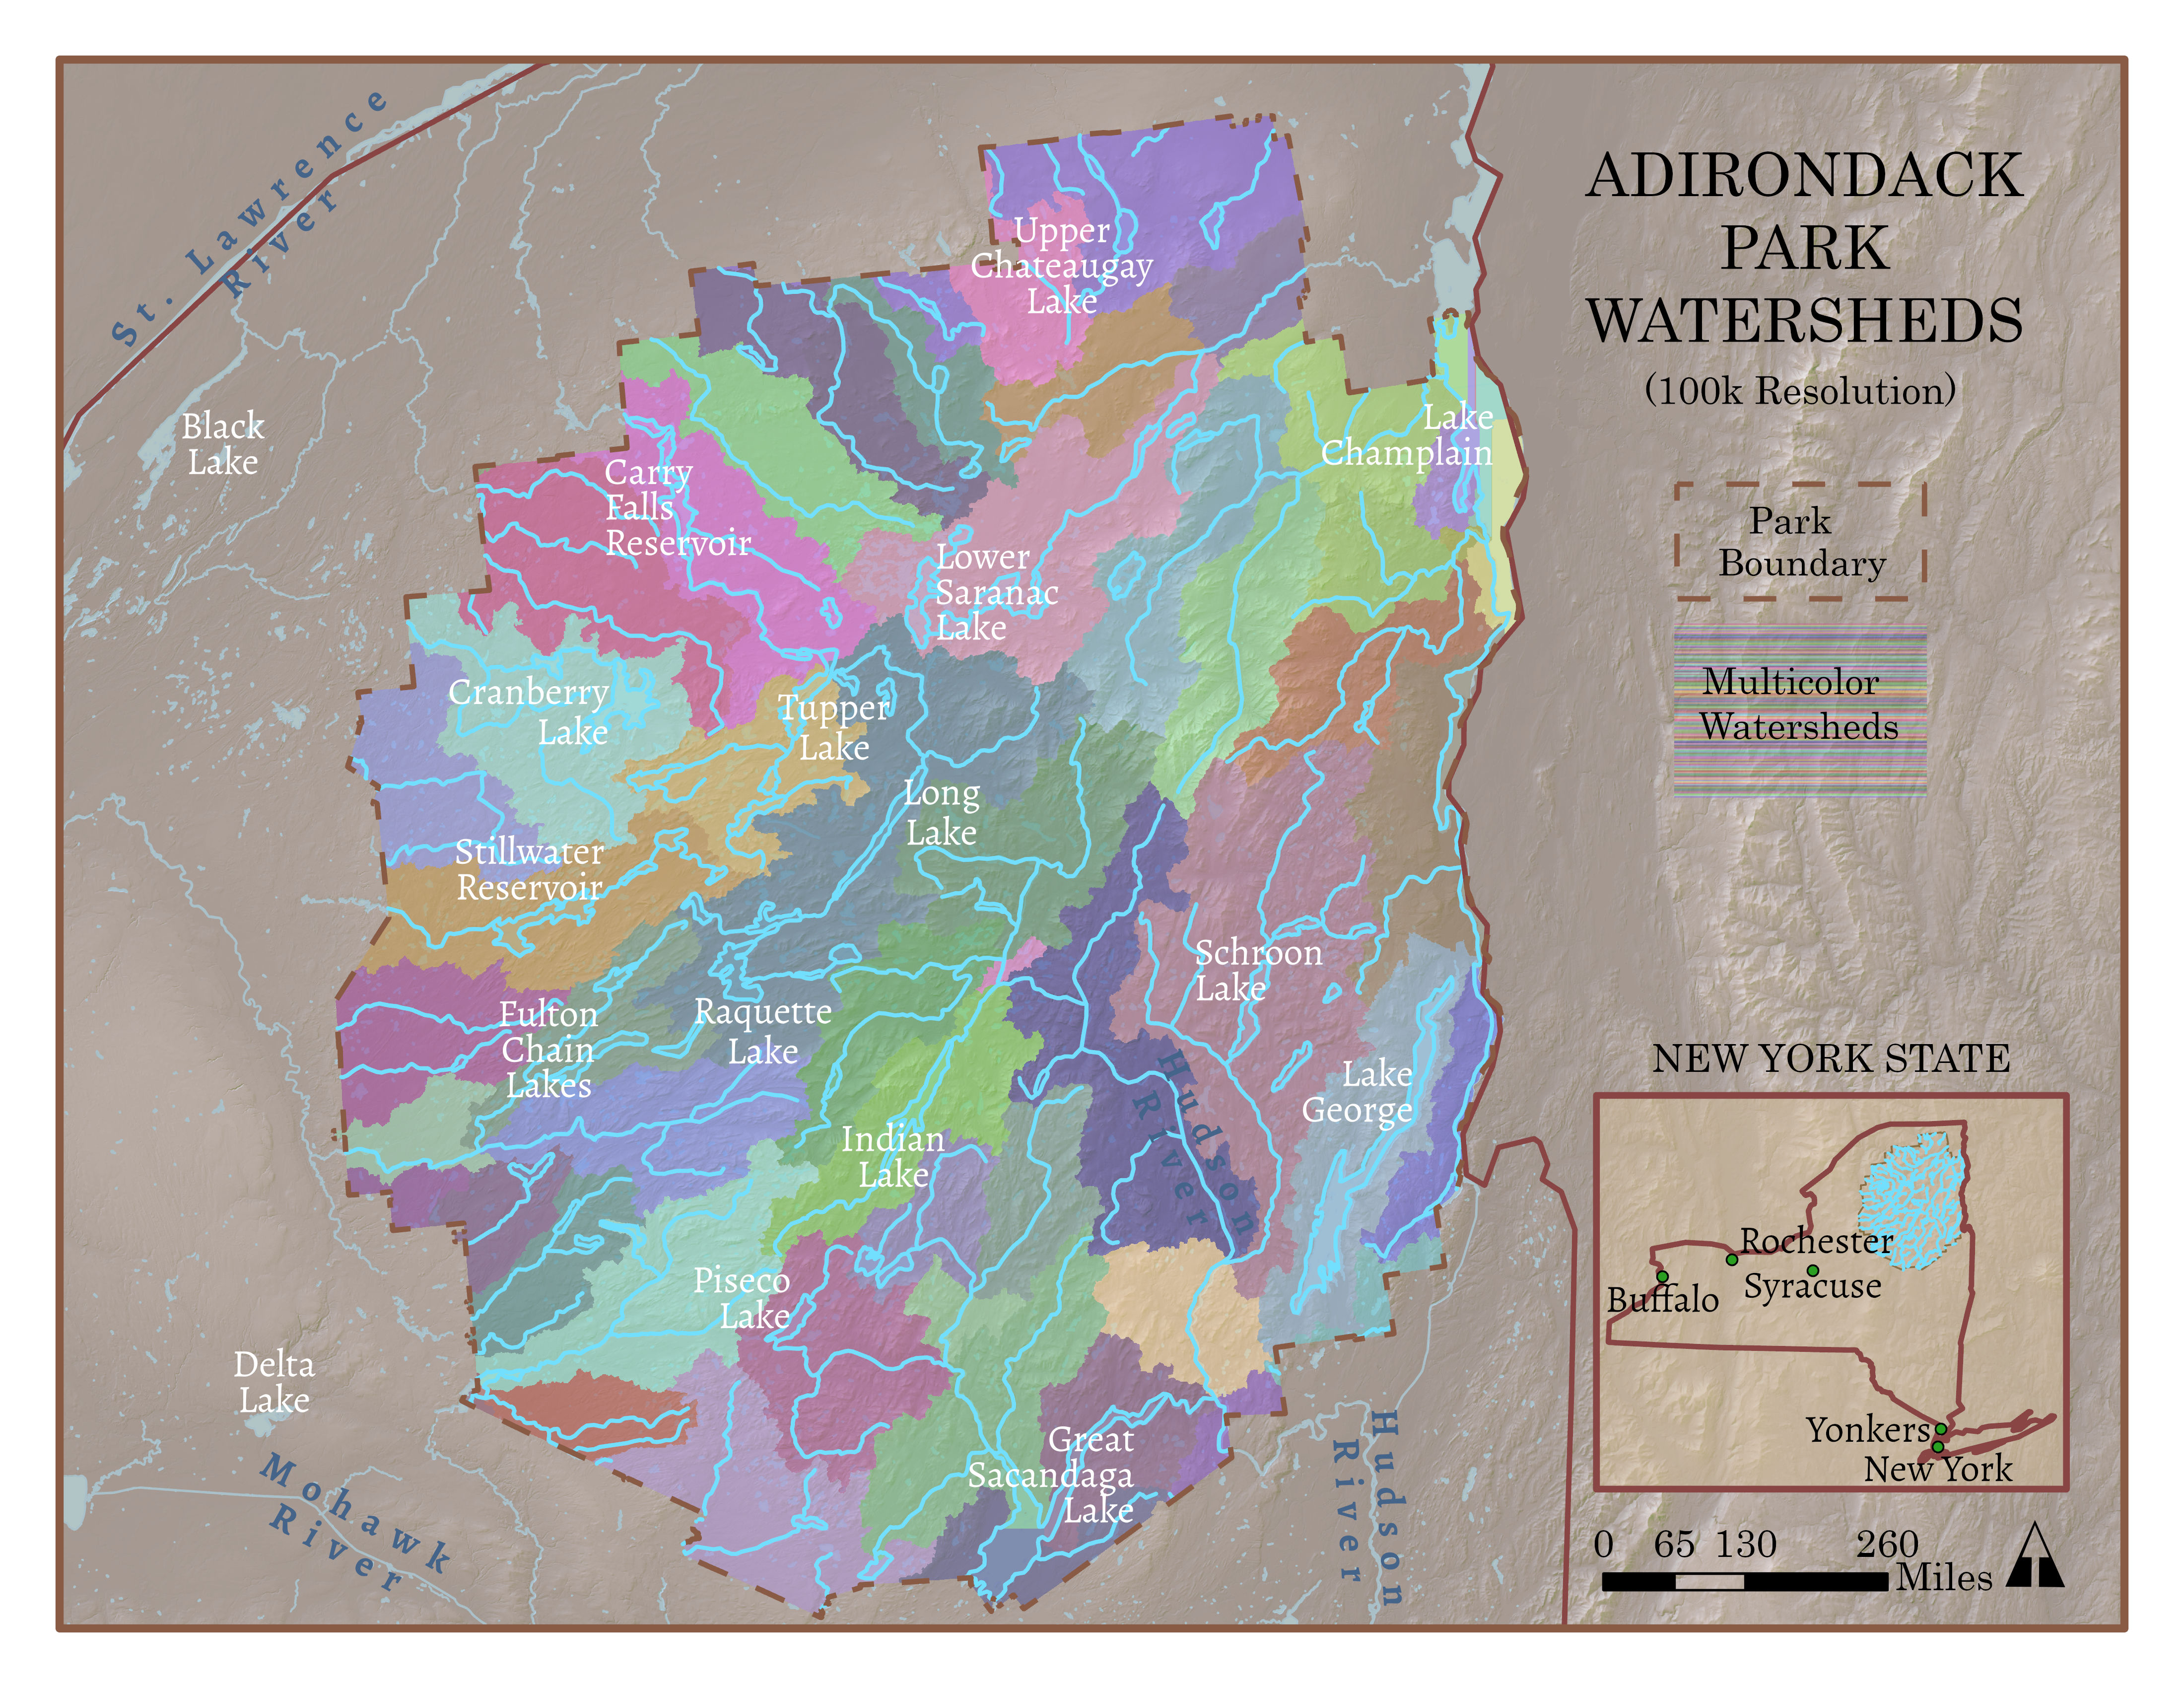 ADIRONDACK
PARK
WATERSHEDS
(100k Resolution)
Park
Boundary
Multicolor
Watersheds
St. Lawrence
River
Black
Lake
Upper
Chateaugay
Lake
Lake
Champlain
Carry
Falls
Reservoir
Lower
Saranac
Lake
Cranberry
Lake
Tupper
Lake
Long
Lake
Stillwater
Reservoir
Schroon
Lake
Fulton
Chain
Lakes
Raquette
Lake
Lake
George
Hudson
River
Indian
Lake
Piseco
Lake
Delta
Lake
Great
Sacandaga
Lake
Mohawk
River
Hudson
River
NEW YORK STATE
Rochester
Syracuse
Buffalo
Yonkers
New York
0 65 130 260
Miles